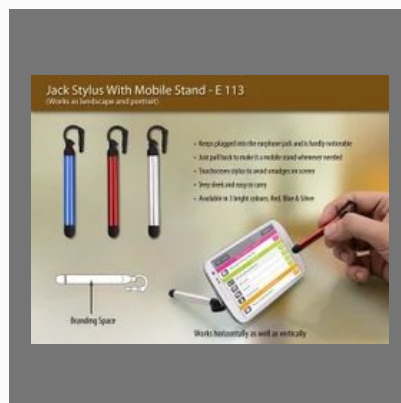 Jack Stylus With Mobile Stand - E 113
(Works as landscape and portrait)
• Keeps plugged into the earphone jack and is hardly noticeable
• Just pull back to make it a mobile stand whenever needed
• Touchscreen stylus to avoid smudges on screen
• Very sleek and easy to carry
• Available in 3 bright colours, Red, Blue & Silver
Branding Space
Works horizontally as well as vertically